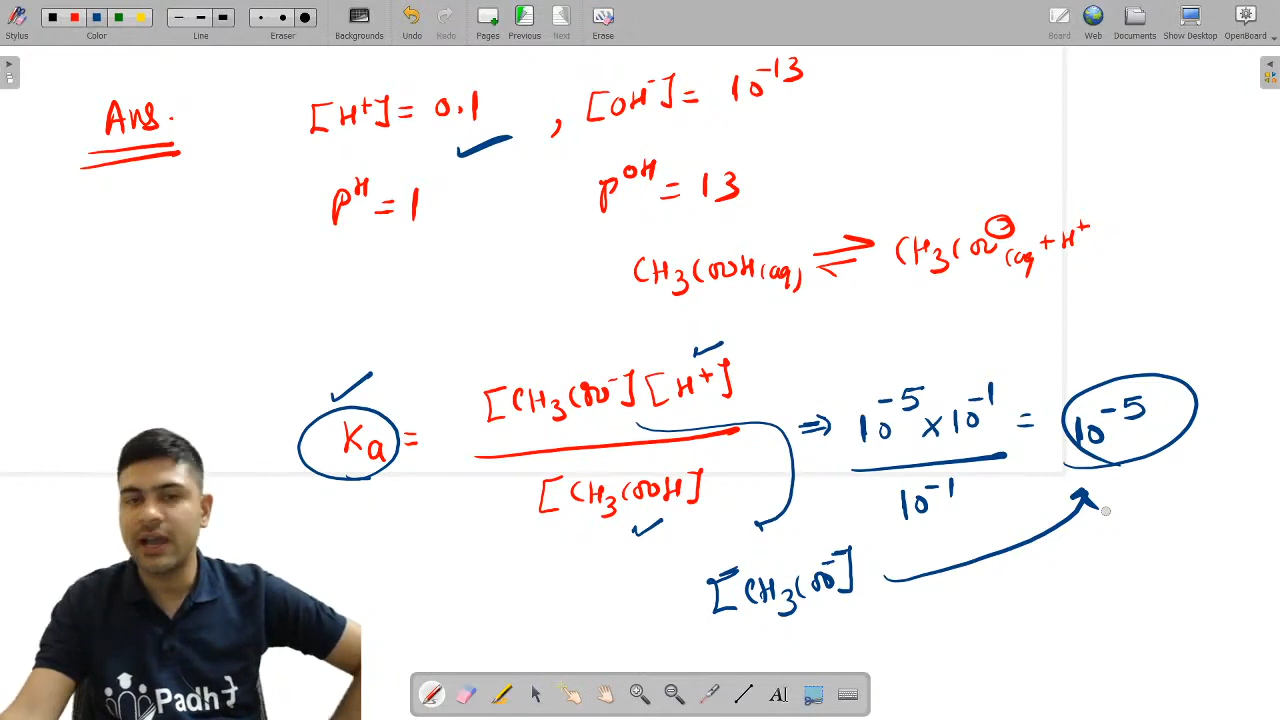 Stylus Color Line Eraser Backgrounds Undo Redo Pages Previous Next Erase Board Web Documents Show Desktop OpenBoard
Ans. [H⁺] = 0.1 , [OH⁻] = 10⁻¹³
pᴴ = 1 pᴼᴴ = 13
CH₃COOH(aq) ⇌ CH₃COO⁻(aq + H⁺
Ka = [CH₃COO⁻] [H⁺] ⇒ 10⁻⁵ × 10⁻¹ = 10⁻⁵
[CH₃COOH] 10⁻¹
[CH₃COO⁻]
Padh